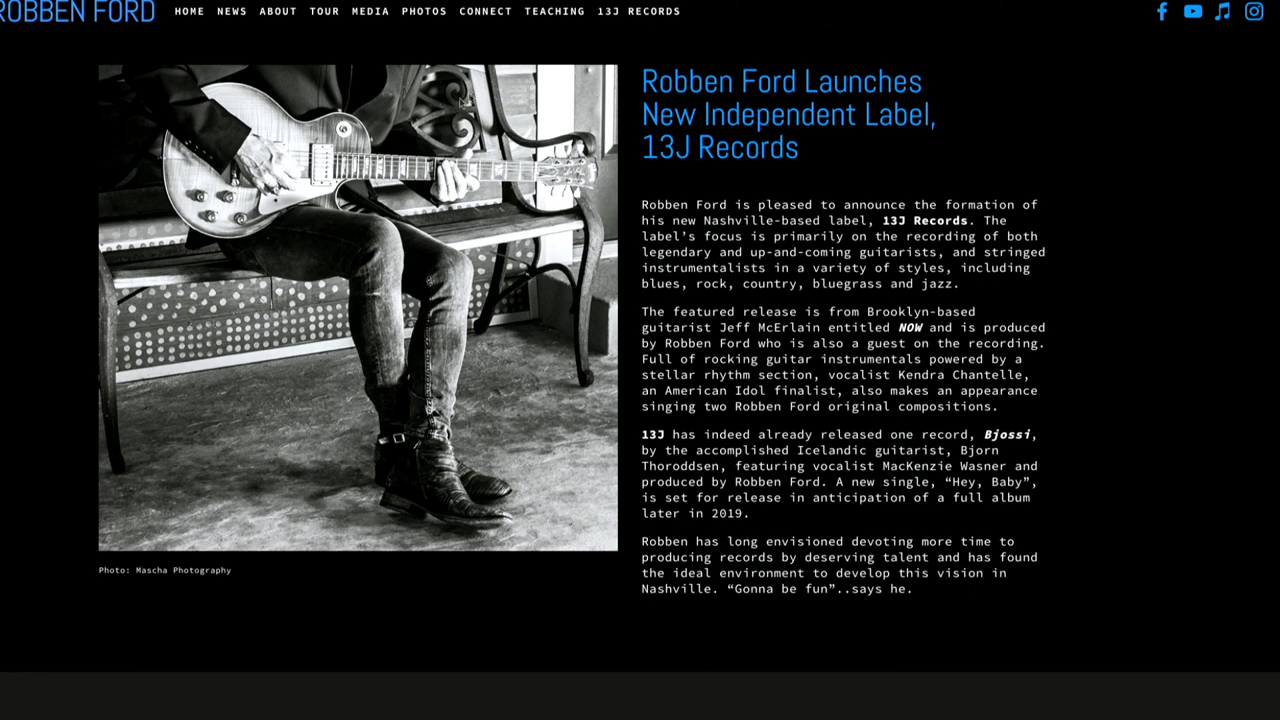 ROBBEN FORD
HOME NEWS ABOUT TOUR MEDIA PHOTOS CONNECT TEACHING 13J RECORDS
Robben Ford Launches
New Independent Label,
13J Records
Robben Ford is pleased to announce the formation of
his new Nashville-based label, 13J Records. The
label’s focus is primarily on the recording of both
legendary and up-and-coming guitarists, and stringed
instrumentalists in a variety of styles, including
blues, rock, country, bluegrass and jazz.
The featured release is from Brooklyn-based
guitarist Jeff McErlain entitled NOW and is produced
by Robben Ford who is also a guest on the recording.
Full of rocking guitar instrumentals powered by a
stellar rhythm section, vocalist Kendra Chantelle,
an American Idol finalist, also makes an appearance
singing two Robben Ford original compositions.
13J has indeed already released one record, Bjossi,
by the accomplished Icelandic guitarist, Bjorn
Thoroddsen, featuring vocalist MacKenzie Wasner and
produced by Robben Ford. A new single, “Hey, Baby”,
is set for release in anticipation of a full album
later in 2019.
Robben has long envisioned devoting more time to
producing records by deserving talent and has found
the ideal environment to develop this vision in
Nashville. “Gonna be fun”..says he.
Photo: Mascha Photography